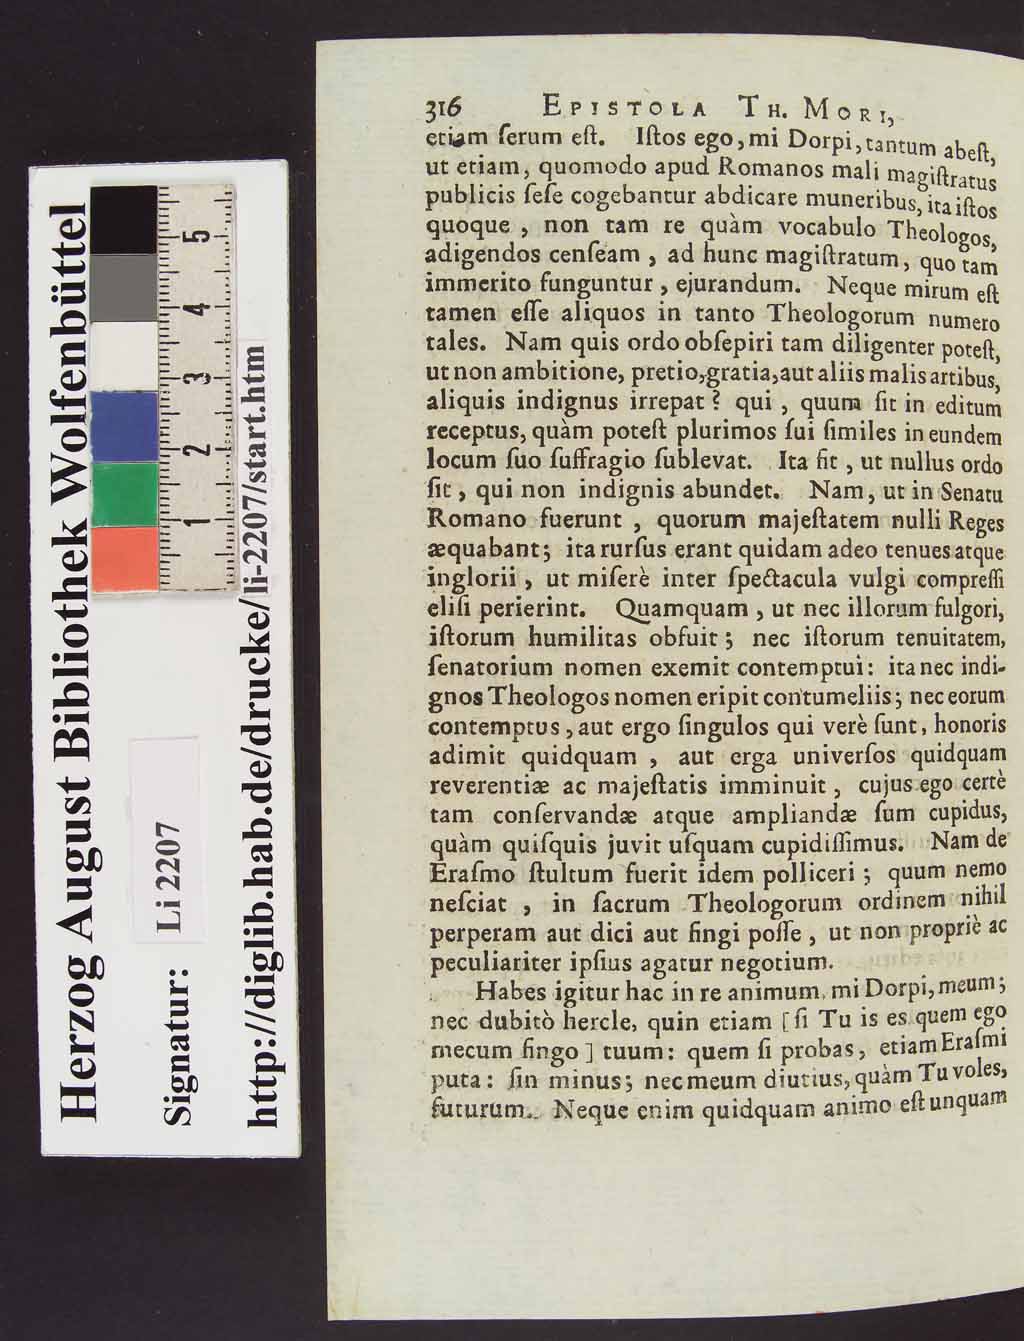 316 EPISTOLA TH. MORI,
etiam ſerum eſt. Iſtos ego, mi Dorpi, tantum abeſt,
ut etiam, quomodo apud Romanos mali magiſtratus
publicis ſeſe cogebantur abdicare muneribus, ita iſtos
quoque , non tam re quàm vocabulo Theologos,
adigendos cenſeam , ad hunc magiſtratum, quo tam
immerito funguntur , ejurandum. Neque mirum eſt
tamen eſſe aliquos in tanto Theologorum numero
tales. Nam quis ordo obſepiri tam diligenter poteſt,
ut non ambitione, pretio, gratia, aut aliis malis artibus,
aliquis indignus irrepat? qui , quum ſit in editum
receptus, quàm poteſt plurimos ſui ſimiles in eundem
locum ſuo ſuffragio ſublevat. Ita fit , ut nullus ordo
ſit, qui non indignis abundet. Nam, ut in Senatu
Romano fuerunt , quorum majeſtatem nulli Reges
æquabant; ita rurſus erant quidam adeo tenues atque
inglorii , ut miſerè inter ſpectacula vulgi compreſſi
eliſi perierint. Quamquam , ut nec illorum fulgori,
iſtorum humilitas obfuit ; nec iſtorum tenuitatem,
ſenatorium nomen exemit contemptui: ita nec indi-
gnos Theologos nomen eripit contumeliis; nec eorum
contemptus, aut ergo ſingulos qui verè ſunt, honoris
adimit quidquam , aut erga univerſos quidquam
reverentiæ ac majeſtatis imminuit , cujus ego certè
tam conſervandæ atque ampliandæ ſum cupidus,
quàm quiſquis juvit uſquam cupidiſſimus. Nam de
Eraſmo ſtultum fuerit idem polliceri ; quum nemo
neſciat , in ſacrum Theologorum ordinem nihil
perperam aut dici aut fingi poſſe , ut non propriè ac
peculiariter ipſius agatur negotium.
Habes igitur hac in re animum, mi Dorpi, meum;
nec dubitò hercle, quin etiam [ ſi Tu is es quem ego
mecum fingo ] tuum: quem ſi probas, etiam Eraſmi
puta: ſin minus; nec meum diutius, quàm Tu voles,
futurum. Neque enim quidquam animo eſt unquam
Herzog August Bibliothek Wolfenbüttel
Signatur: Li 2207
http://diglib.hab.de/drucke/li-2207/start.htm
1 2 3 4 5